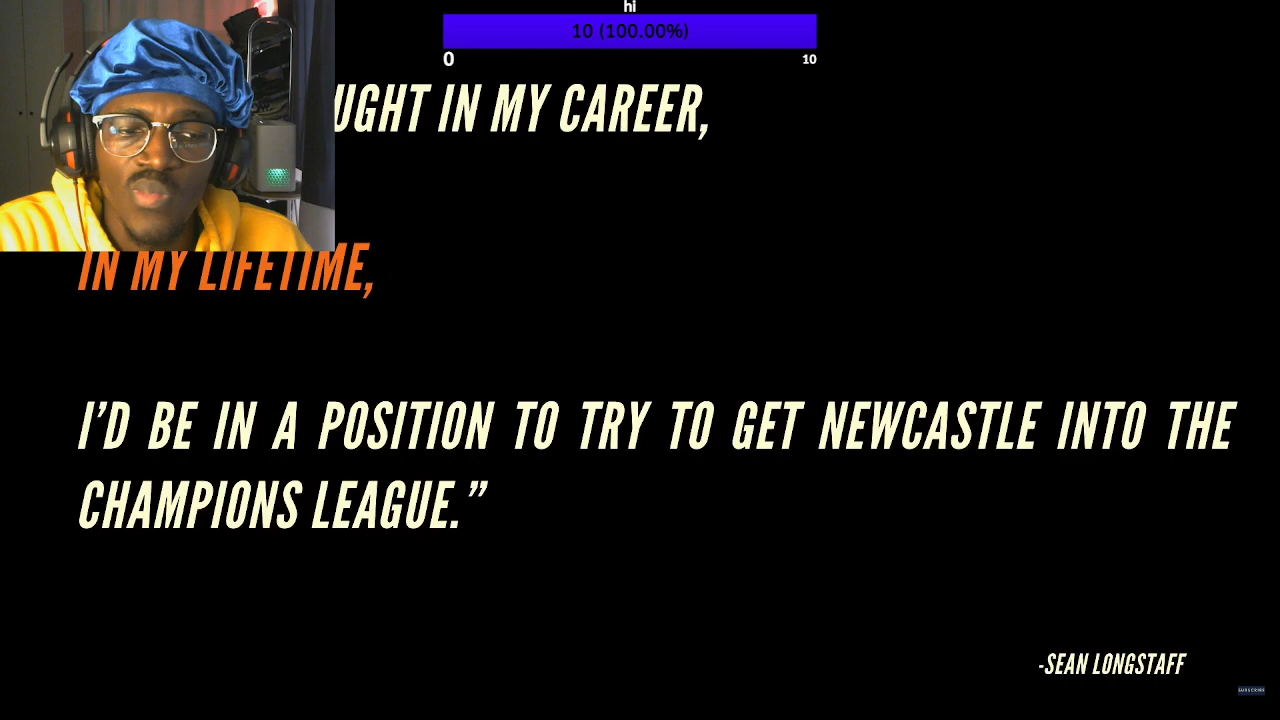 hi
10 (100.00%)
0 10
UGHT IN MY CAREER,
IN MY LIFETIME,
I'D BE IN A POSITION TO TRY TO GET NEWCASTLE INTO THE
CHAMPIONS LEAGUE.”
-SEAN LONGSTAFF
SUBSCRIBE